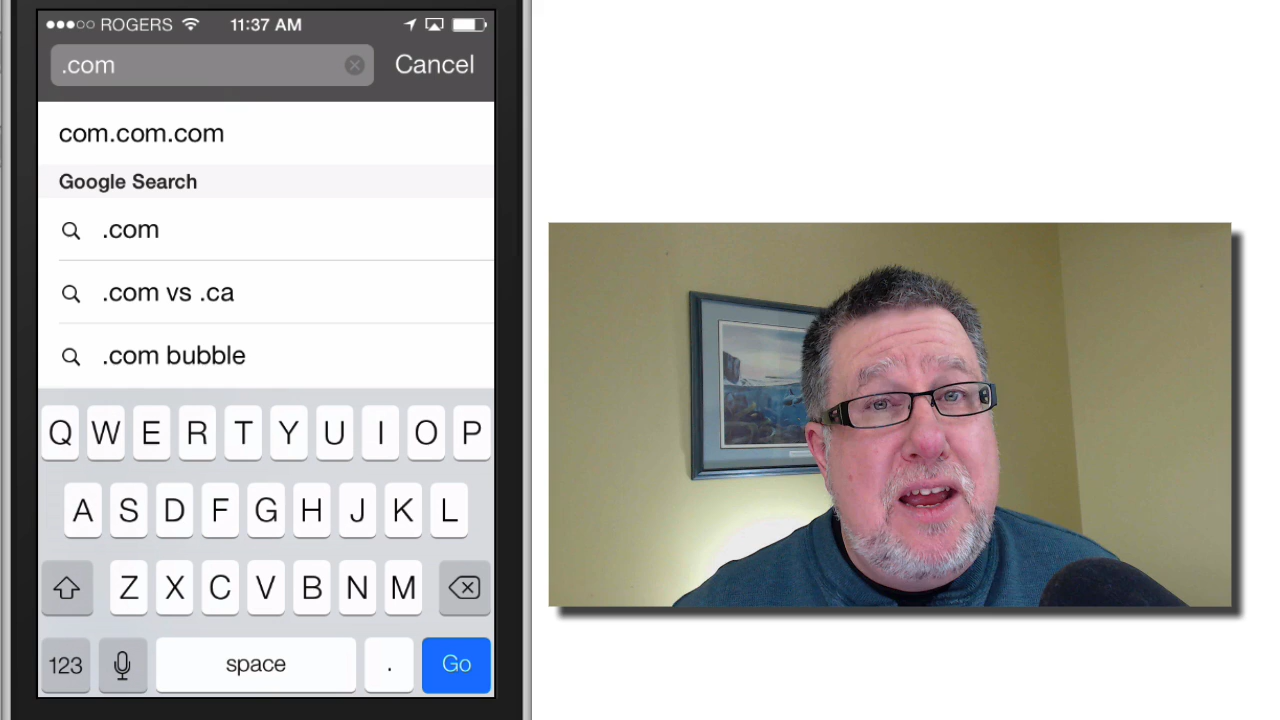 ROGERS 11:37 AM
.com Cancel
com.com.com
Google Search
.com
.com vs .ca
.com bubble
Q W E R T Y U I O P
A S D F G H J K L
Z X C V B N M
123 space . Go